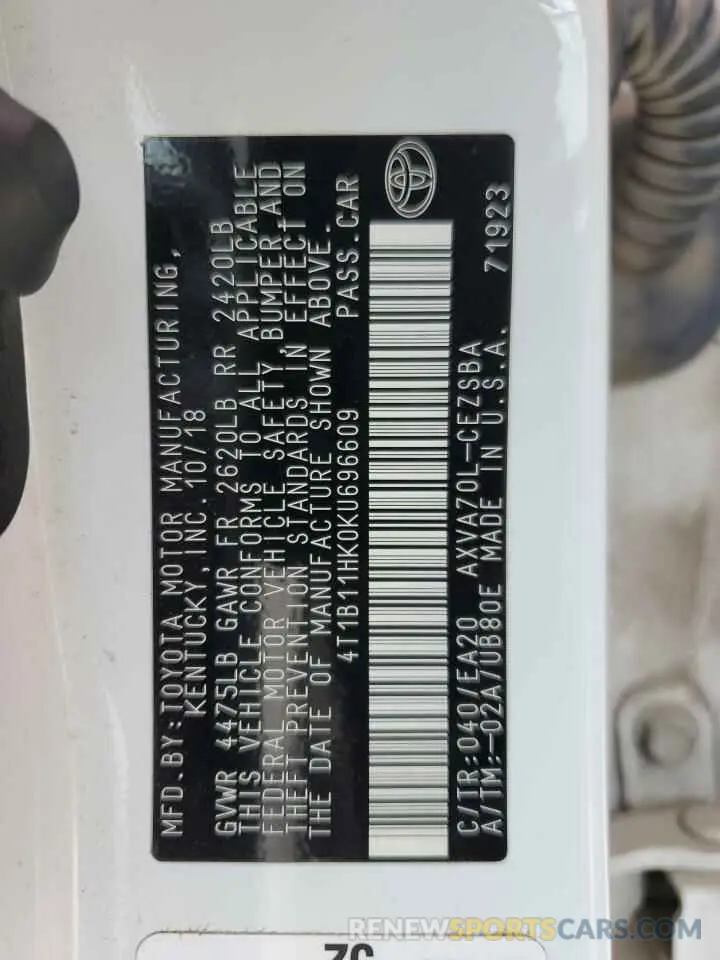 MFD.BY:TOYOTA MOTOR MANUFACTURING,
KENTUCKY,INC. 10/18
GVWR 4475LB GAWR FR 2620LB RR 2420LB
THIS VEHICLE CONFORMS TO ALL APPLICABLE
FEDERAL MOTOR VEHICLE SAFETY, BUMPER,AND
THEFT PREVENTION STANDARDS IN EFFECT ON
THE DATE OF MANUFACTURE SHOWN ABOVE.
4T1B11HK0KU696609 PASS.CAR
C/TR:040/EA20 AXVA70L-CEZSBA 71923
A/TM:-02A/UB80E MADE IN U.S.A.
ZC
RENEWSPORTSCARS.COM